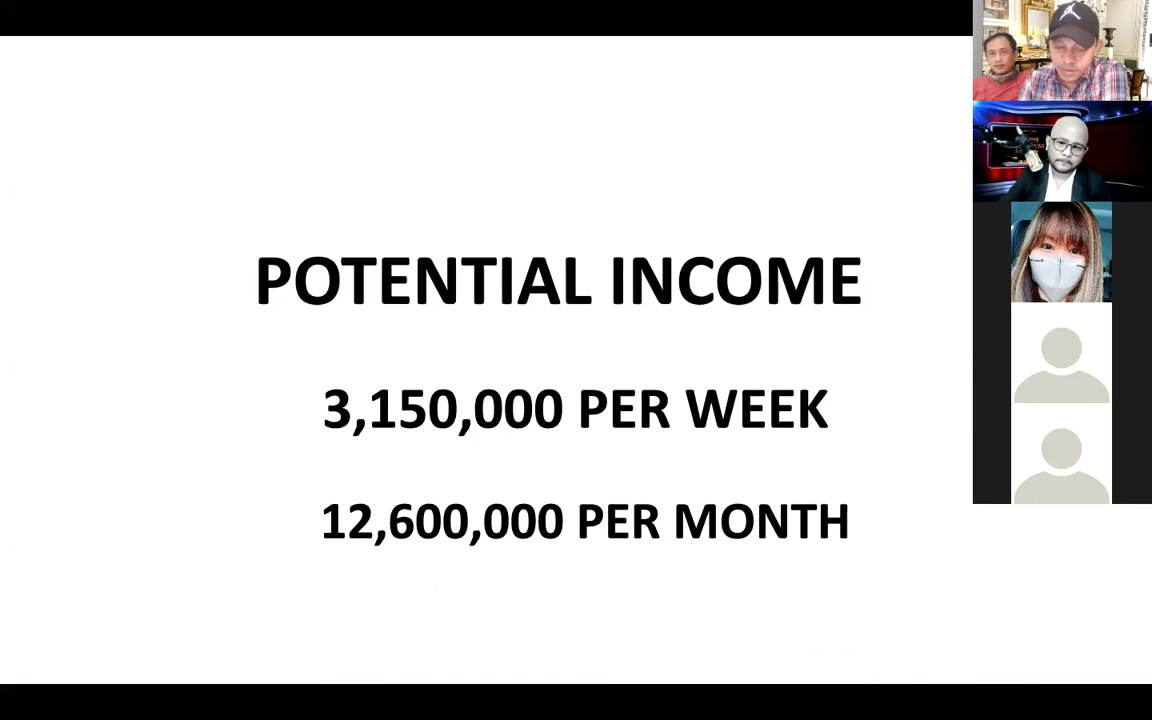 POTENTIAL INCOME
3,150,000 PER WEEK
12,600,000 PER MONTH